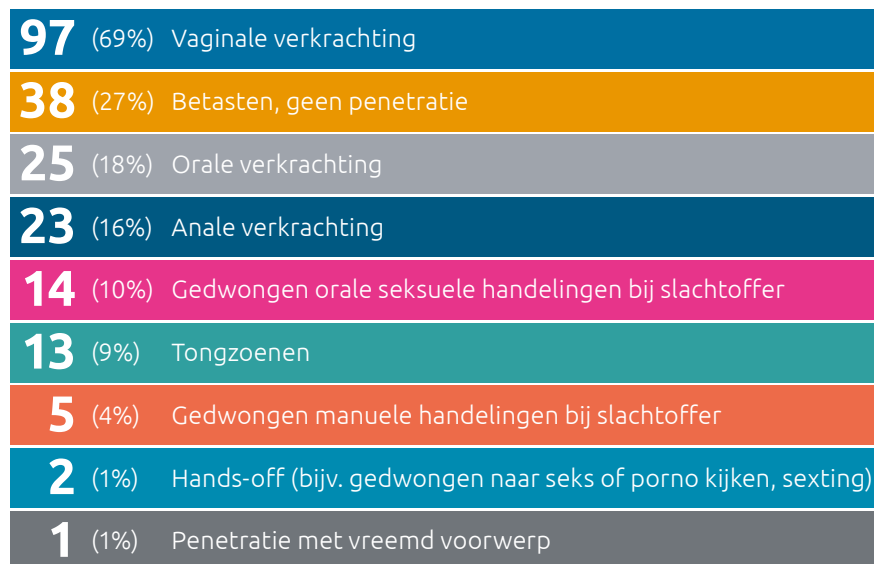 97 (69%) Vaginale verkrachting
38 (27%) Betasten, geen penetratie
25 (18%) Orale verkrachting
23 (16%) Anale verkrachting
14 (10%) Gedwongen orale seksuele handelingen bij slachtoffer
13 (9%) Tongzoenen
5 (4%) Gedwongen manuele handelingen bij slachtoffer
2 (1%) Hands-off (bijv. gedwongen naar seks of porno kijken, sexting)
1 (1%) Penetratie met vreemd voorwerp